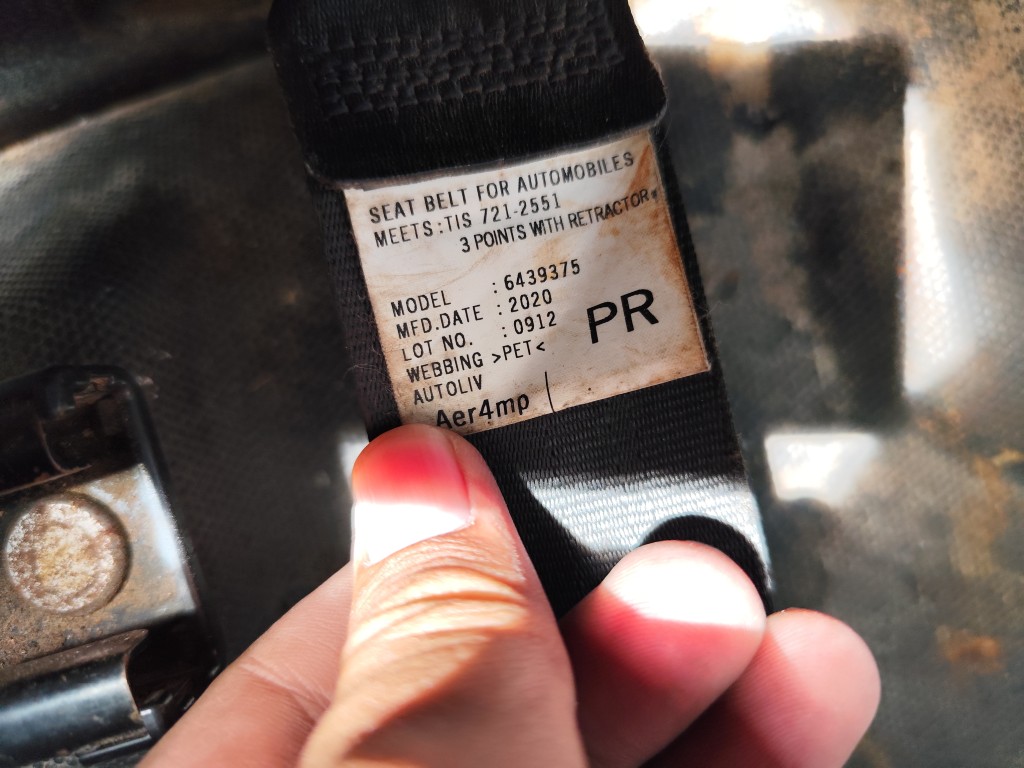 SEAT BELT FOR AUTOMOBILES
MEETS:TIS 721-2551
3 POINTS WITH RETRACTOR
MODEL : 6439375
MFD.DATE : 2020
LOT NO. : 0912
PR
WEBBING >PET<
AUTOLIV
Aer4mp